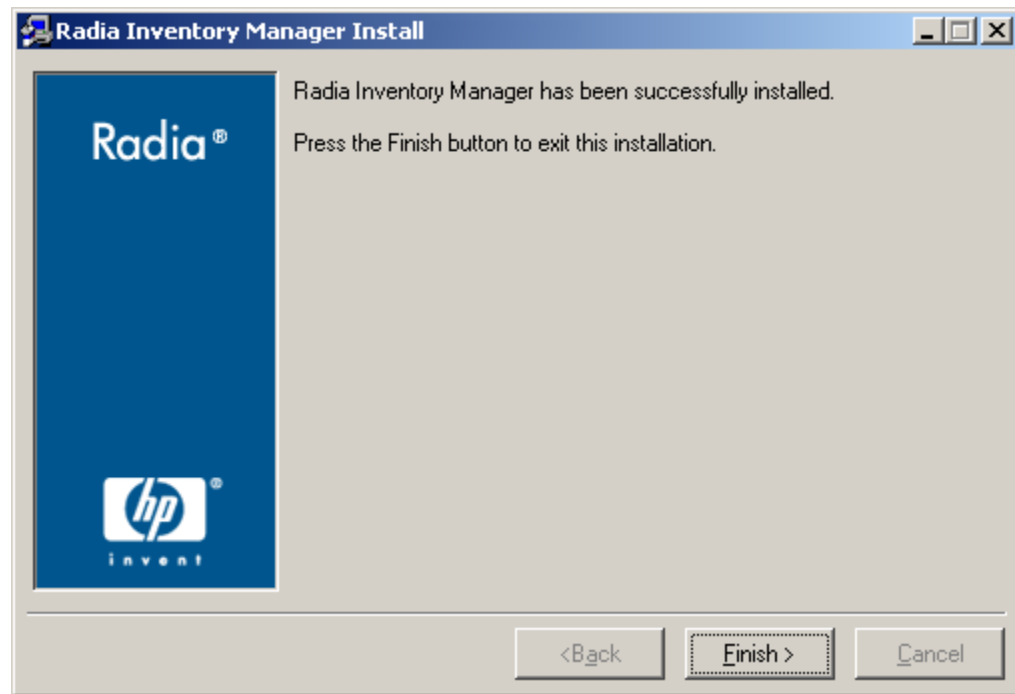 Radia Inventory Manager Install
Radia Inventory Manager has been successfully installed.
Radia®
Press the Finish button to exit this installation.
hp®
invent
<Back
Finish >
Cancel